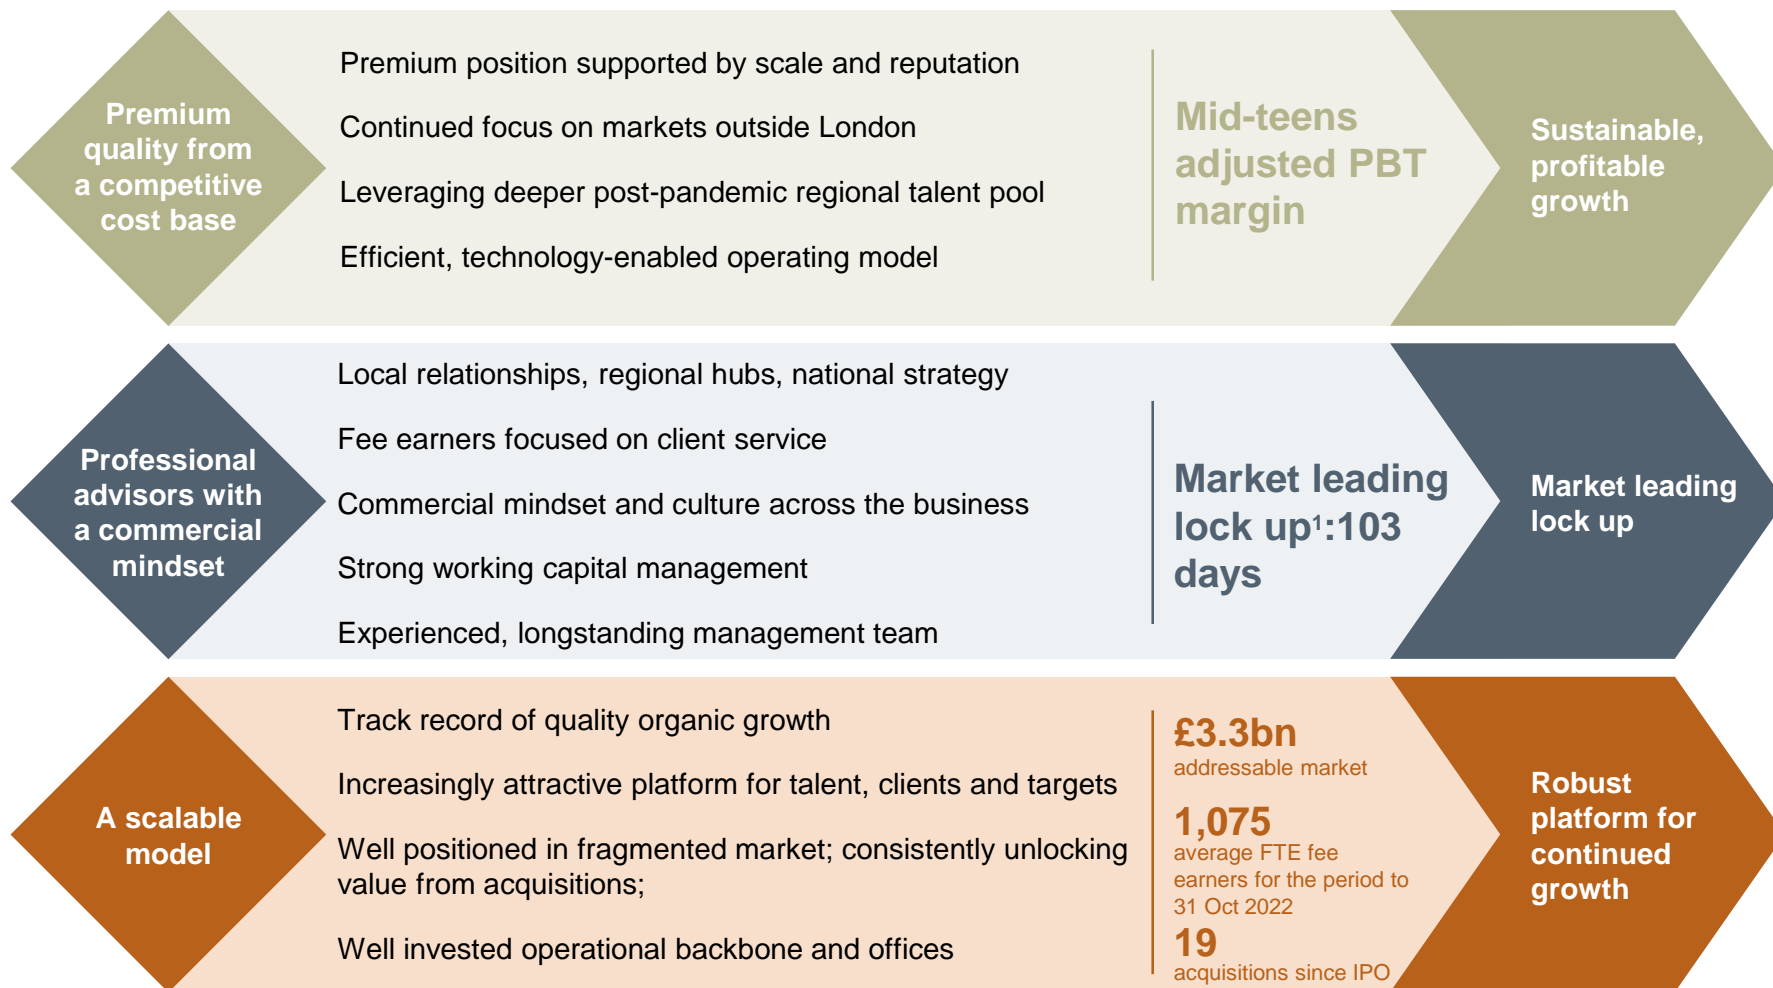 Premium
quality from
a competitive
cost base
Premium position supported by scale and reputation
Continued focus on markets outside London
Leveraging deeper post-pandemic regional talent pool
Efficient, technology-enabled operating model
Mid-teens
adjusted PBT
margin
Sustainable,
profitable
growth
Professional
advisors with
a commercial
mindset
Local relationships, regional hubs, national strategy
Fee earners focused on client service
Commercial mindset and culture across the business
Strong working capital management
Experienced, longstanding management team
Market leading
lock up¹:103
days
Market leading
lock up
A scalable
model
Track record of quality organic growth
Increasingly attractive platform for talent, clients and targets
Well positioned in fragmented market; consistently unlocking
value from acquisitions;
Well invested operational backbone and offices
£3.3bn
addressable market
1,075
average FTE fee
earners for the period to
31 Oct 2022
19
acquisitions since IPO
Robust
platform for
continued
growth